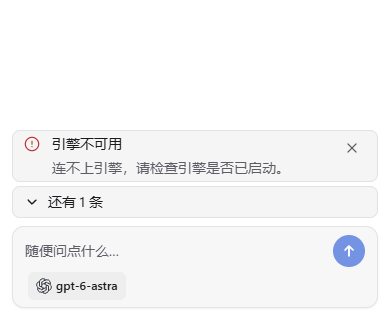 引擎不可用
连不上引擎，请检查引擎是否已启动。
还有 1 条
随便问点什么...
gpt-6-astra